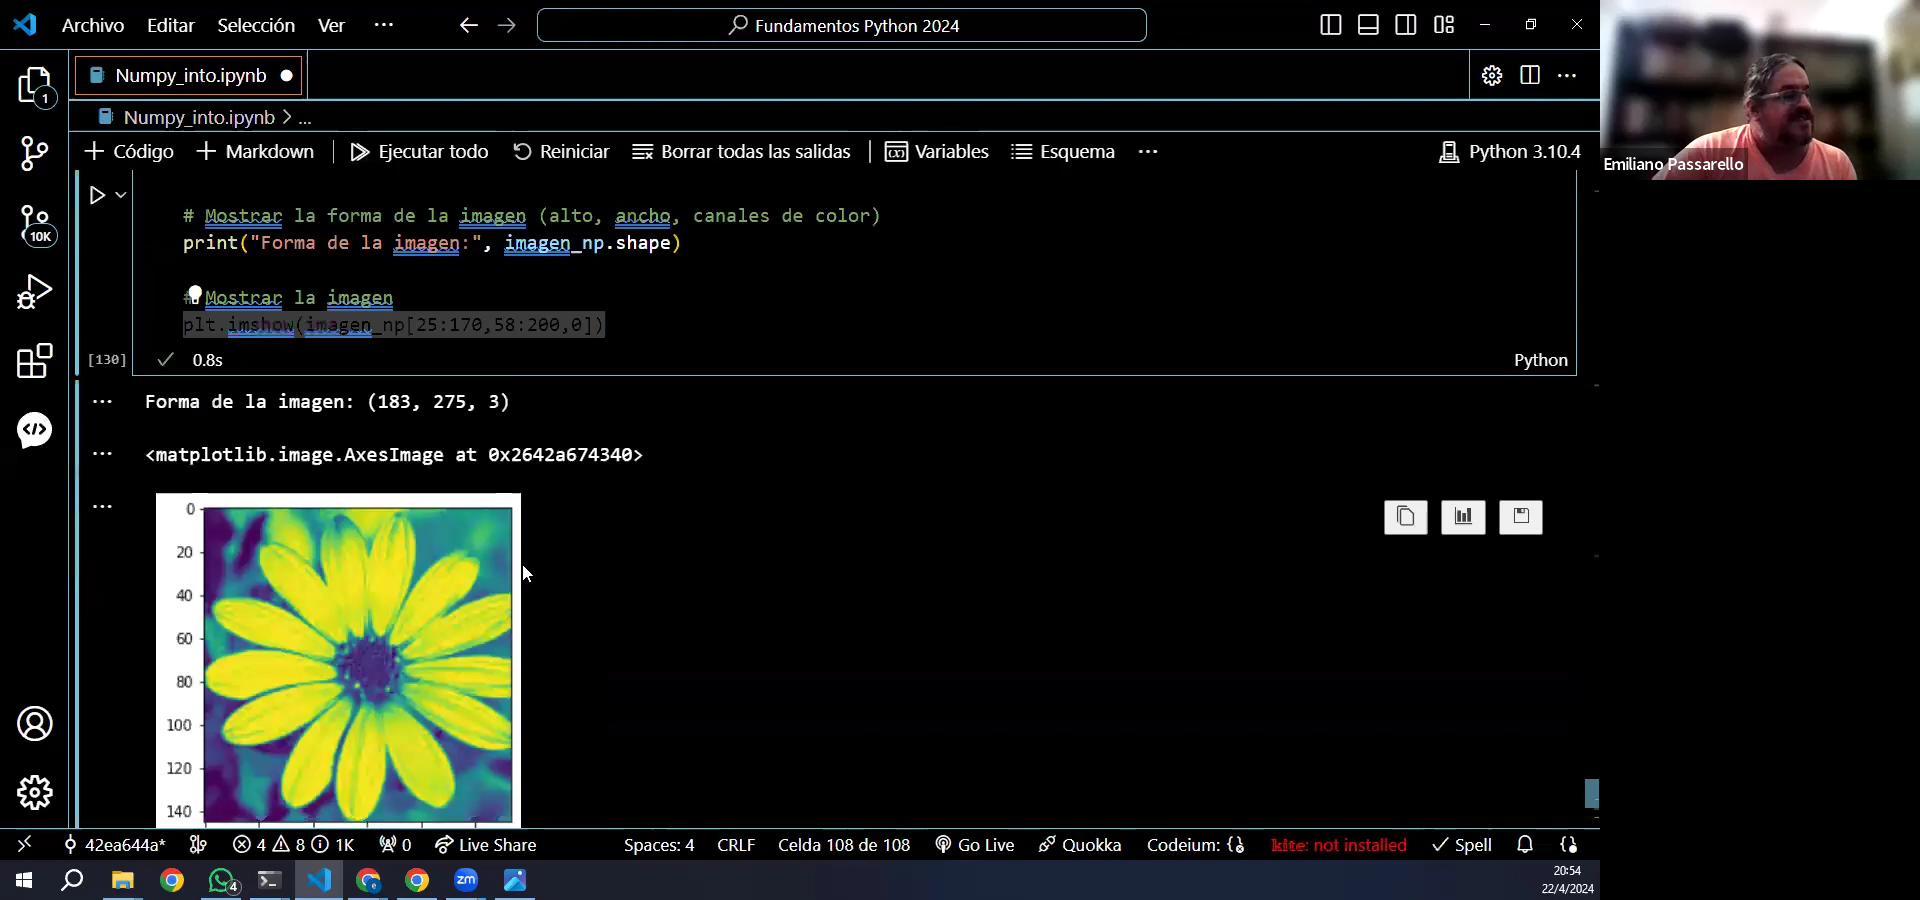 Archivo Editar Selección Ver ... Fundamentos Python 2024
Numpy_into.ipynb
Numpy_into.ipynb > ...
Código Markdown Ejecutar todo Reiniciar Borrar todas las salidas Variables Esquema ... Python 3.10.4
Emiliano Passarello
1
10K
# Mostrar la forma de la imagen (alto, ancho, canales de color)
print("Forma de la imagen:", imagen_np.shape)
# Mostrar la imagen
plt.imshow(imagen_np[25:170,58:200,0])
[130] 0.8s Python
Forma de la imagen: (183, 275, 3)
<matplotlib.image.AxesImage at 0x2642a674340>
0
20
40
60
80
100
120
140
42ea644a* 4 8 1K 0 Live Share Spaces: 4 CRLF Celda 108 de 108 Go Live Quokka Codeium: {} kite: not installed Spell
4 zm 20:54
22/4/2024